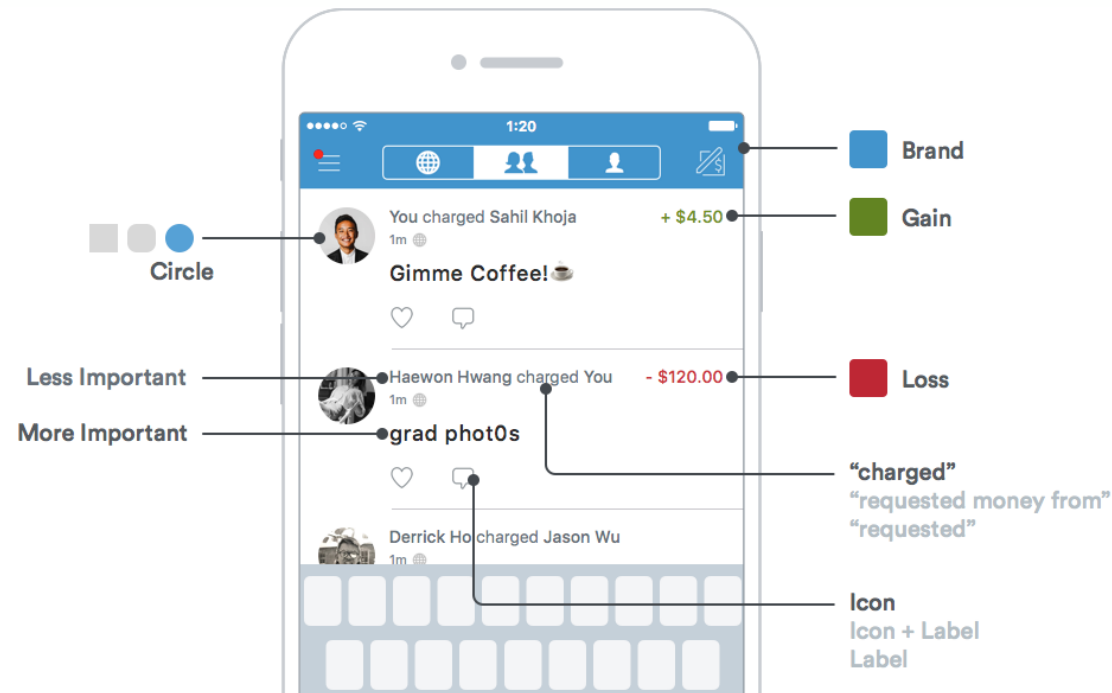 1:20
Brand
You charged Sahil Khoja
+ $4.50
Gain
1m
Circle
Gimme Coffee!☕
Less Important
Haewon Hwang charged You
- $120.00
Loss
1m
More Important
grad phot0s
“charged”
“requested money from”
“requested”
Derrick Ho charged Jason Wu
1m
Icon
Icon + Label
Label